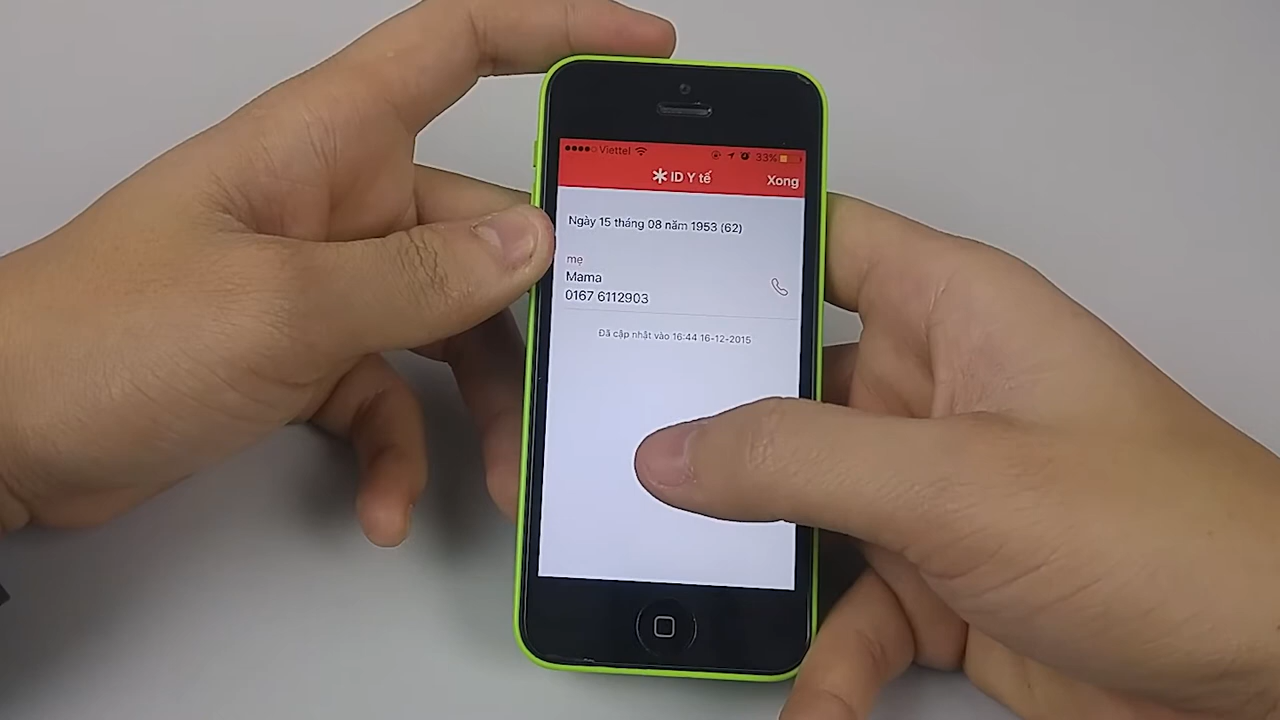 Viettel 33%
ID Y tế Xong
Ngày 15 tháng 08 năm 1953 (62)
mẹ
Mama
0167 6112903
Đã cập nhật vào 16:44 16-12-2015